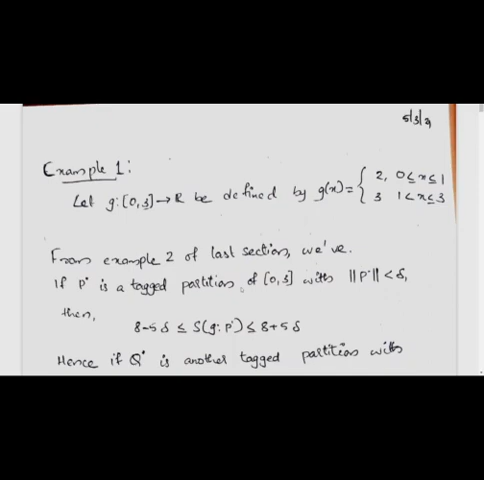 5/3/21
Example 1:
Let g: [0,3] → R be defined by g(x) = { 2, 0 ≤ x ≤ 1
3 1 < x ≤ 3
From example 2 of last section, we've.
If P˙ is a tagged partition, of [0,3] with ||P˙|| < δ,
then,
8-5δ ≤ S(g: P˙) ≤ 8+5δ
Hence if Q˙ is another tagged partition with